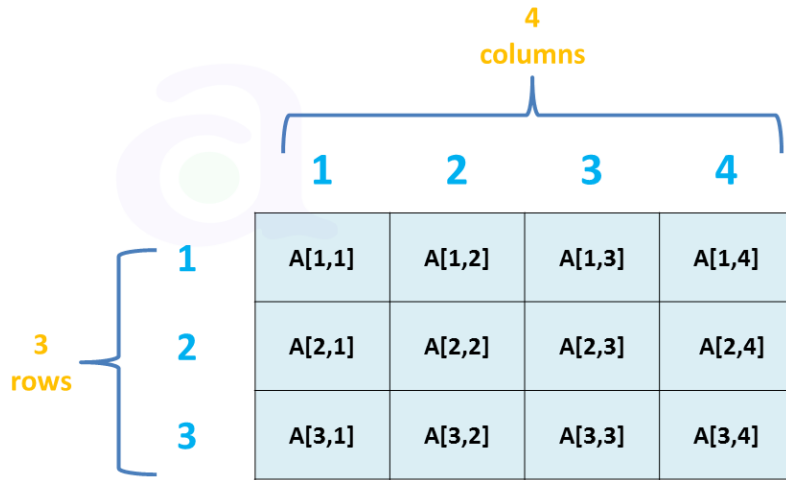 4
columns
1 2 3 4
1 A[1,1] A[1,2] A[1,3] A[1,4]
3
rows
2 A[2,1] A[2,2] A[2,3] A[2,4]
3 A[3,1] A[3,2] A[3,3] A[3,4]